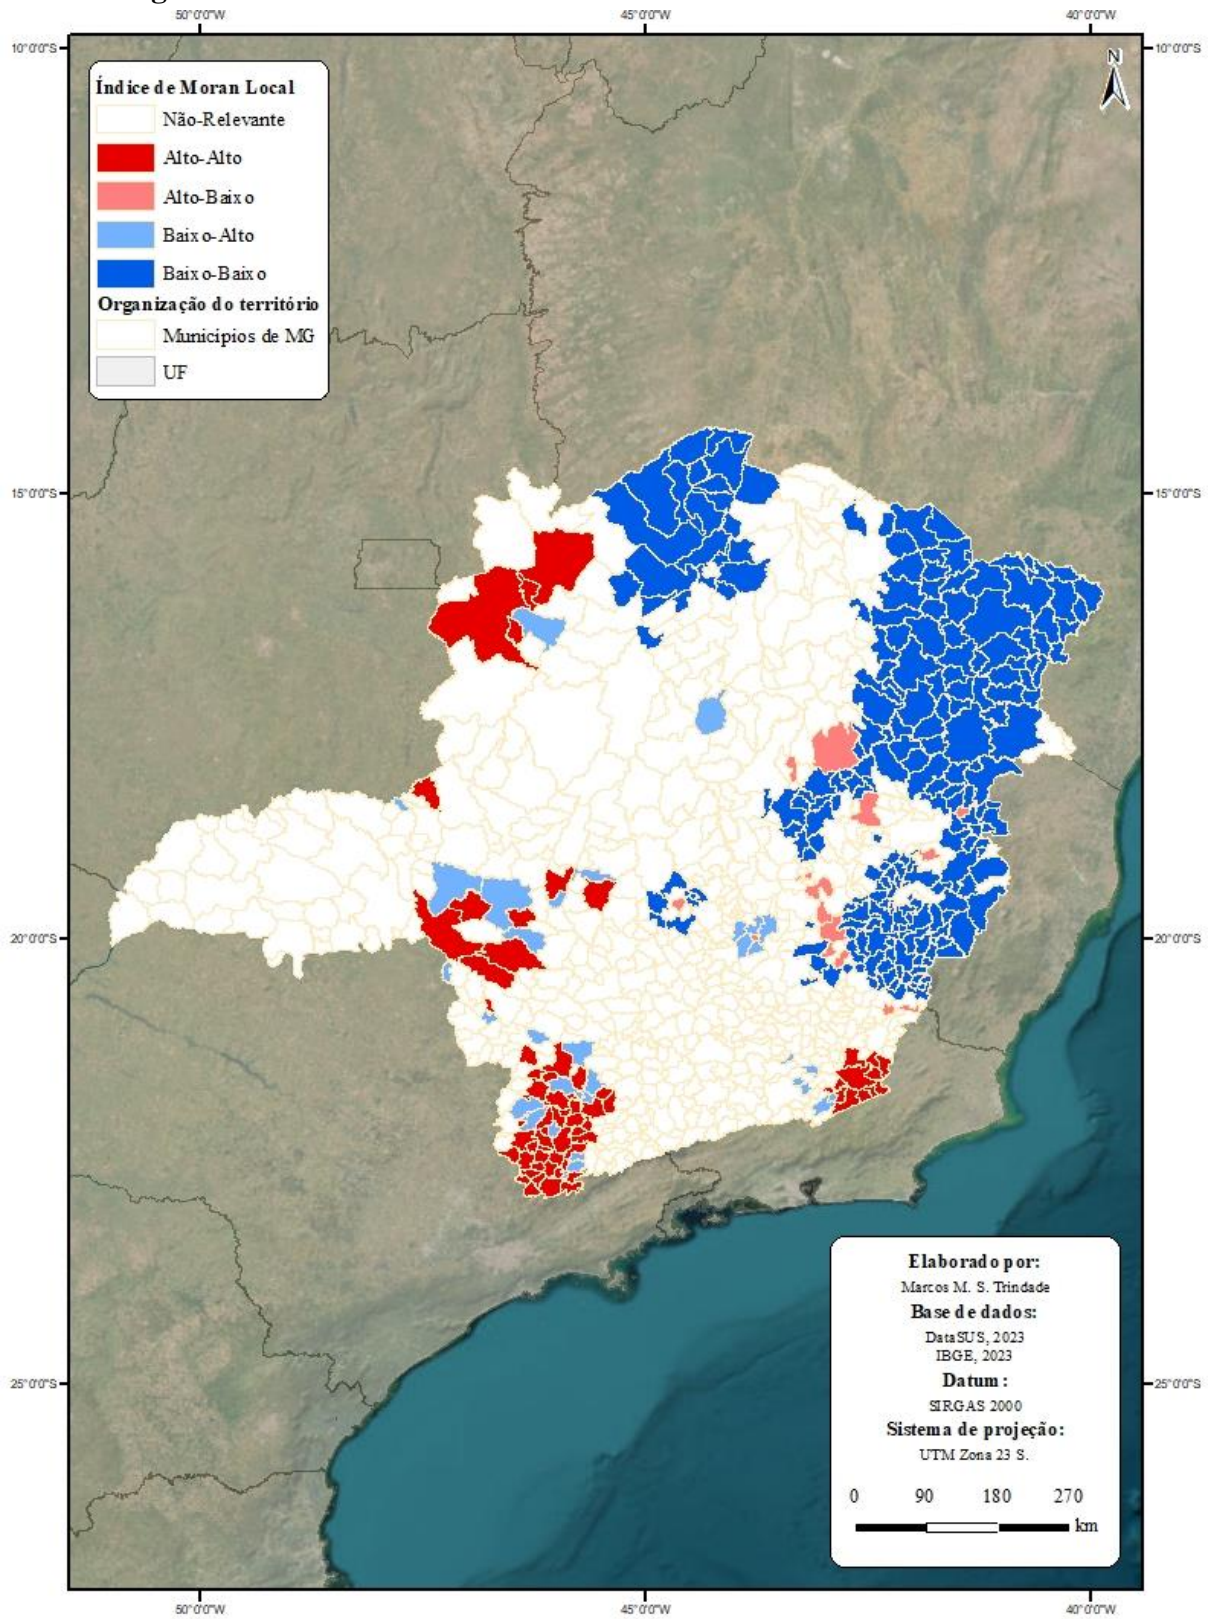 50°0'0"W
45°0'0"W
40°0'0"W
10°0'0"S
10°0'0"S
N
Índice de Moran Local
Não-Relevante
Alto-Alto
Alto-Baixo
Baixo-Alto
Baixo-Baixo
Organização do território
Municípios de MG
UF
15°0'0"S
15°0'0"S
20°0'0"S
20°0'0"S
Elaborado por:
Marcos M. S. Trindade
Base de dados:
DataSUS, 2023
IBGE, 2023
Datum :
SIRGAS 2000
Sistema de projeção:
UTM Zona 23 S.
0 90 180 270
km
25°0'0"S
25°0'0"S
50°0'0"W
45°0'0"W
40°0'0"W